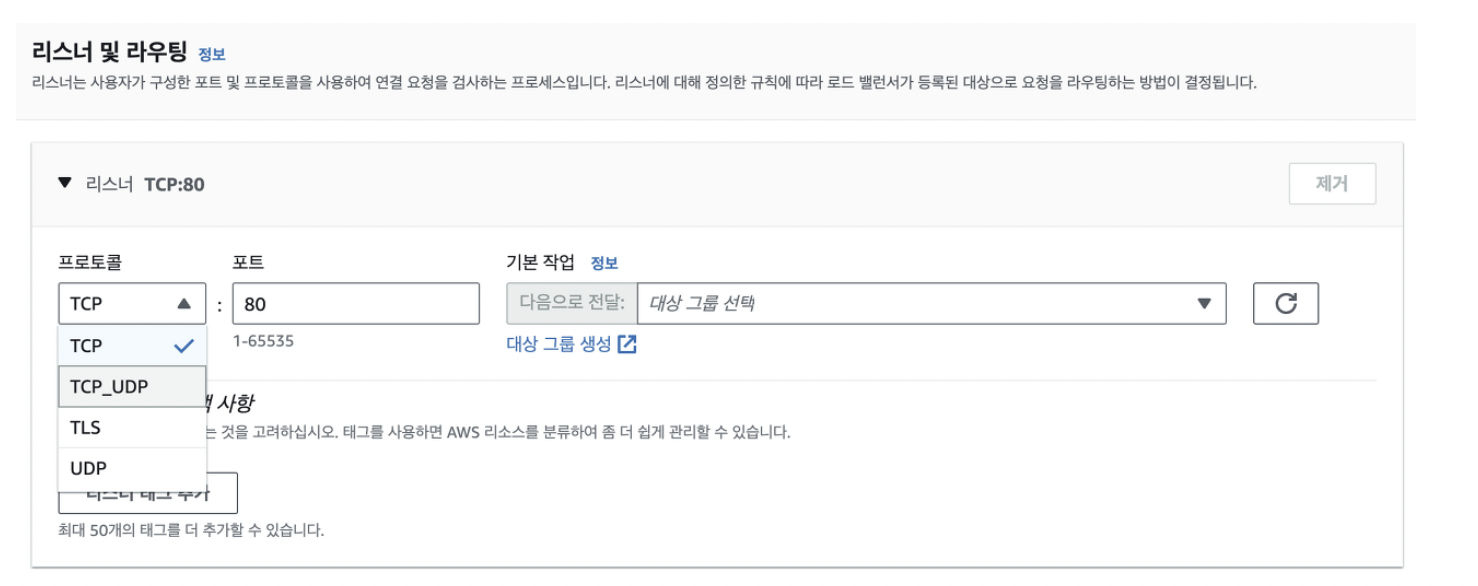 리스너 및 라우팅 정보
리스너는 사용자가 구성한 포트 및 프로토콜을 사용하여 연결 요청을 검사하는 프로세스입니다. 리스너에 대해 정의한 규칙에 따라 로드 밸런서가 등록된 대상으로 요청을 라우팅하는 방법이 결정됩니다.
▼ 리스너 TCP:80 제거
프로토콜 포트 기본 작업 정보
TCP : 80 다음으로 전달: 대상 그룹 선택
TCP 1-65535 대상 그룹 생성
TCP_UDP
사항
TLS 는 것을 고려하십시오. 태그를 사용하면 AWS 리소스를 분류하여 좀 더 쉽게 관리할 수 있습니다.
UDP
리스너 태그 추가
최대 50개의 태그를 더 추가할 수 있습니다.